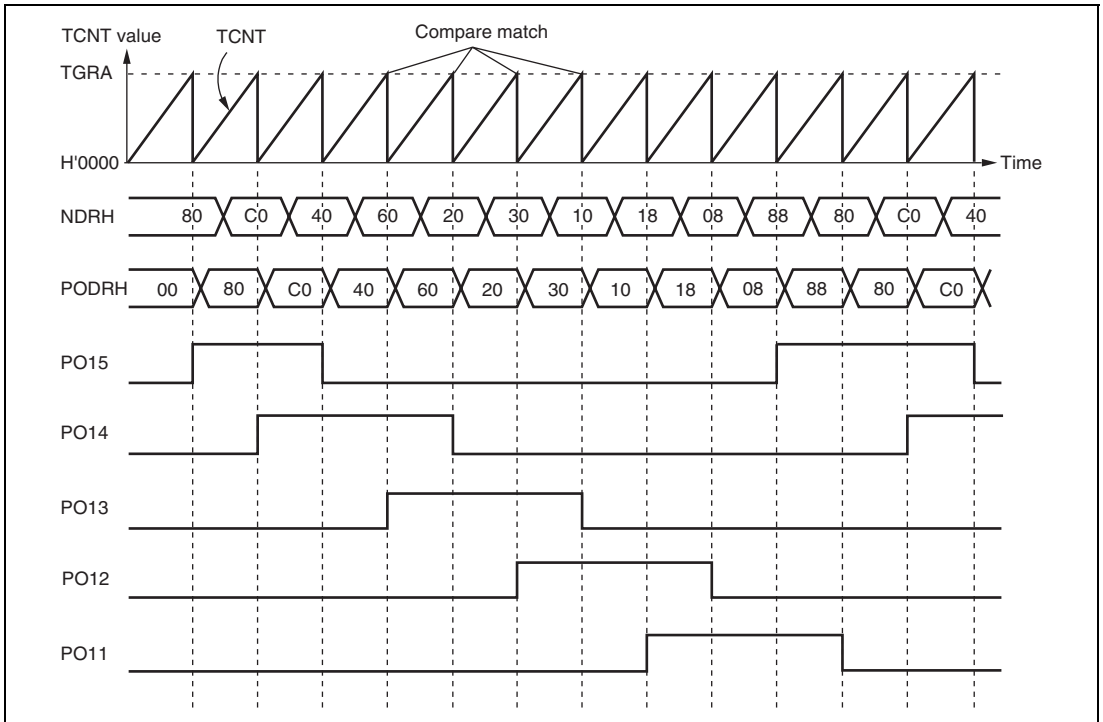 TCNT value
TCNT
Compare match
TGRA
H'0000
Time
NDRH
80 C0 40 60 20 30 10 18 08 88 80 C0 40
PODRH
00 80 C0 40 60 20 30 10 18 08 88 80 C0
PO15
PO14
PO13
PO12
PO11